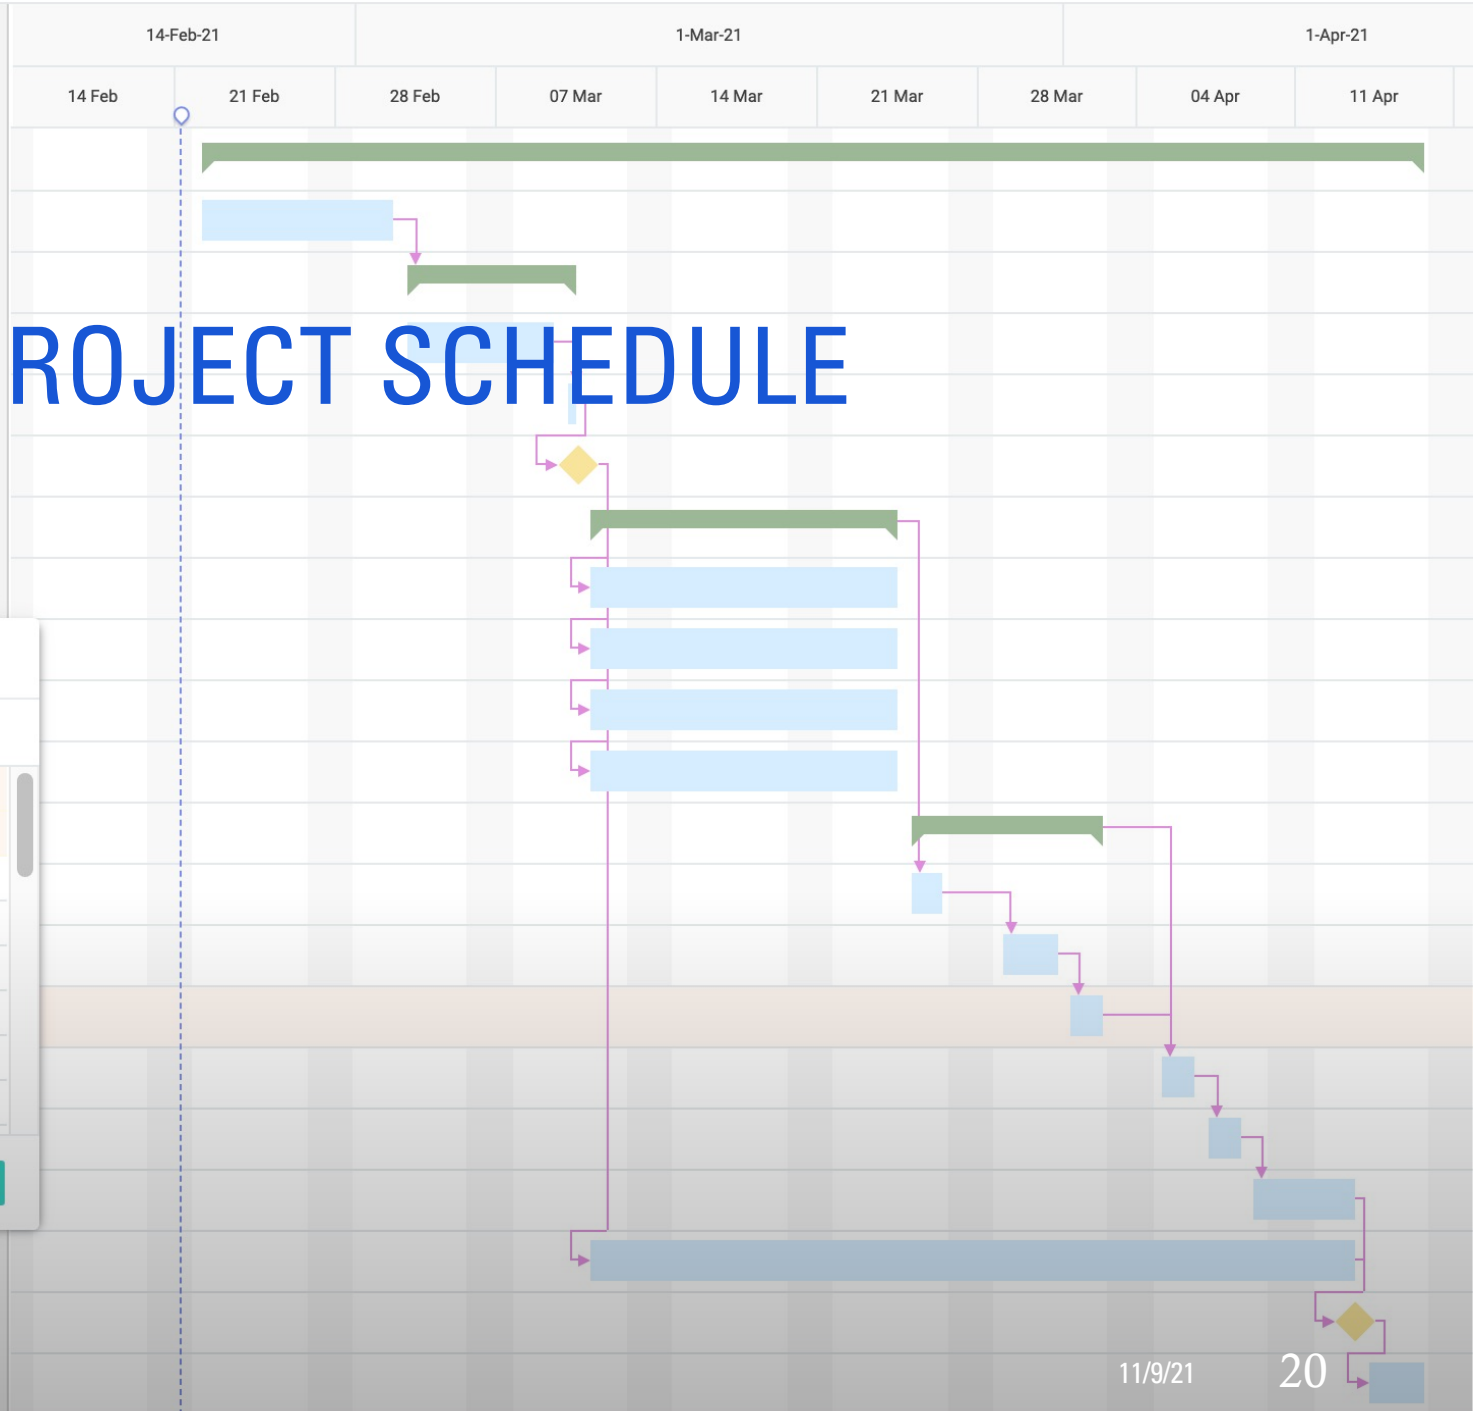 14-Feb-21 1-Mar-21 1-Apr-21
14 Feb 21 Feb 28 Feb 07 Mar 14 Mar 21 Mar 28 Mar 04 Apr 11 Apr
ROJECT SCHEDULE
11/9/21 20